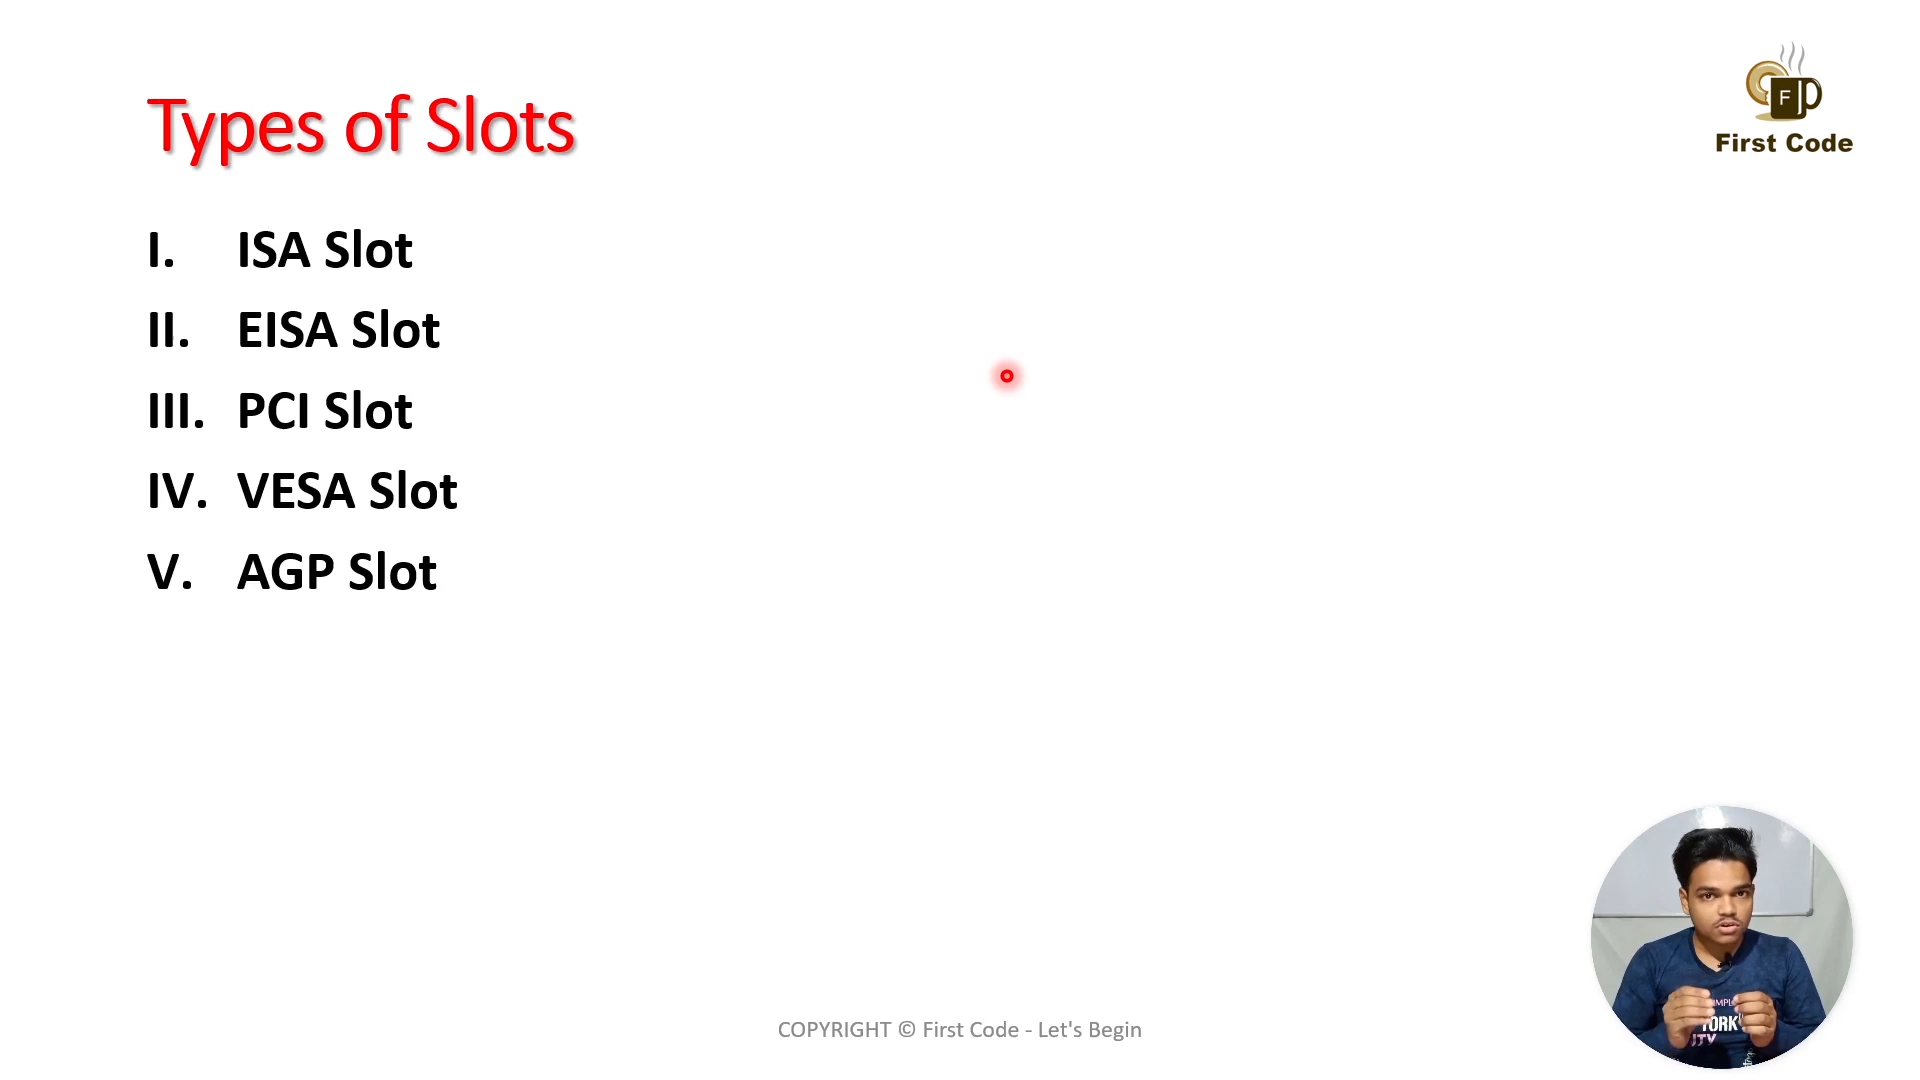 Types of Slots
F
First Code
I. ISA Slot
II. EISA Slot
III. PCI Slot
IV. VESA Slot
V. AGP Slot
YORK
COPYRIGHT © First Code - Let's Begin